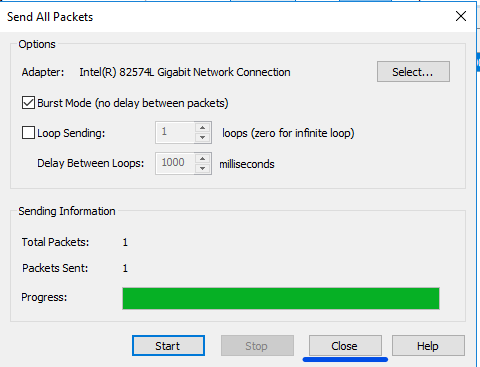 Send All Packets
Options
Adapter: Intel(R) 82574L Gigabit Network Connection Select...
Burst Mode (no delay between packets)
Loop Sending: 1 loops (zero for infinite loop)
Delay Between Loops: 1000 milliseconds
Sending Information
Total Packets: 1
Packets Sent: 1
Progress:
Start Stop Close Help